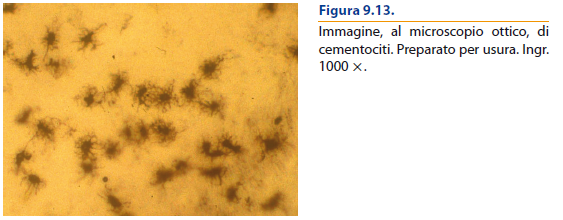 Figura 9.13.
Immagine, al microscopio ottico, di
cementociti. Preparato per usura. Ingr.
1000 ×.